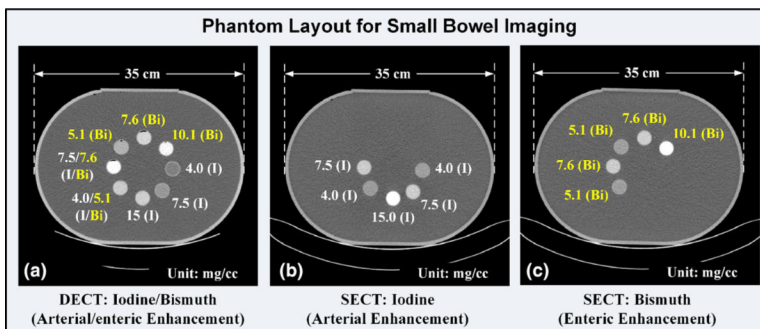 Phantom Layout for Small Bowel Imaging
35 cm
7.6 (Bi)
5.1 (Bi)
10.1 (Bi)
7.5/7.6
(I/Bi)
4.0 (I)
4.0/5.1
(I/Bi)
15 (I)
7.5 (I)
(a)
Unit: mg/cc
DECT: Iodine/Bismuth
(Arterial/enteric Enhancement)
35 cm
7.5 (I)
4.0 (I)
4.0 (I)
15.0 (I)
7.5 (I)
(b)
Unit: mg/cc
SECT: Iodine
(Arterial Enhancement)
35 cm
7.6 (Bi)
5.1 (Bi)
10.1 (Bi)
7.6 (Bi)
5.1 (Bi)
(c)
Unit: mg/cc
SECT: Bismuth
(Enteric Enhancement)